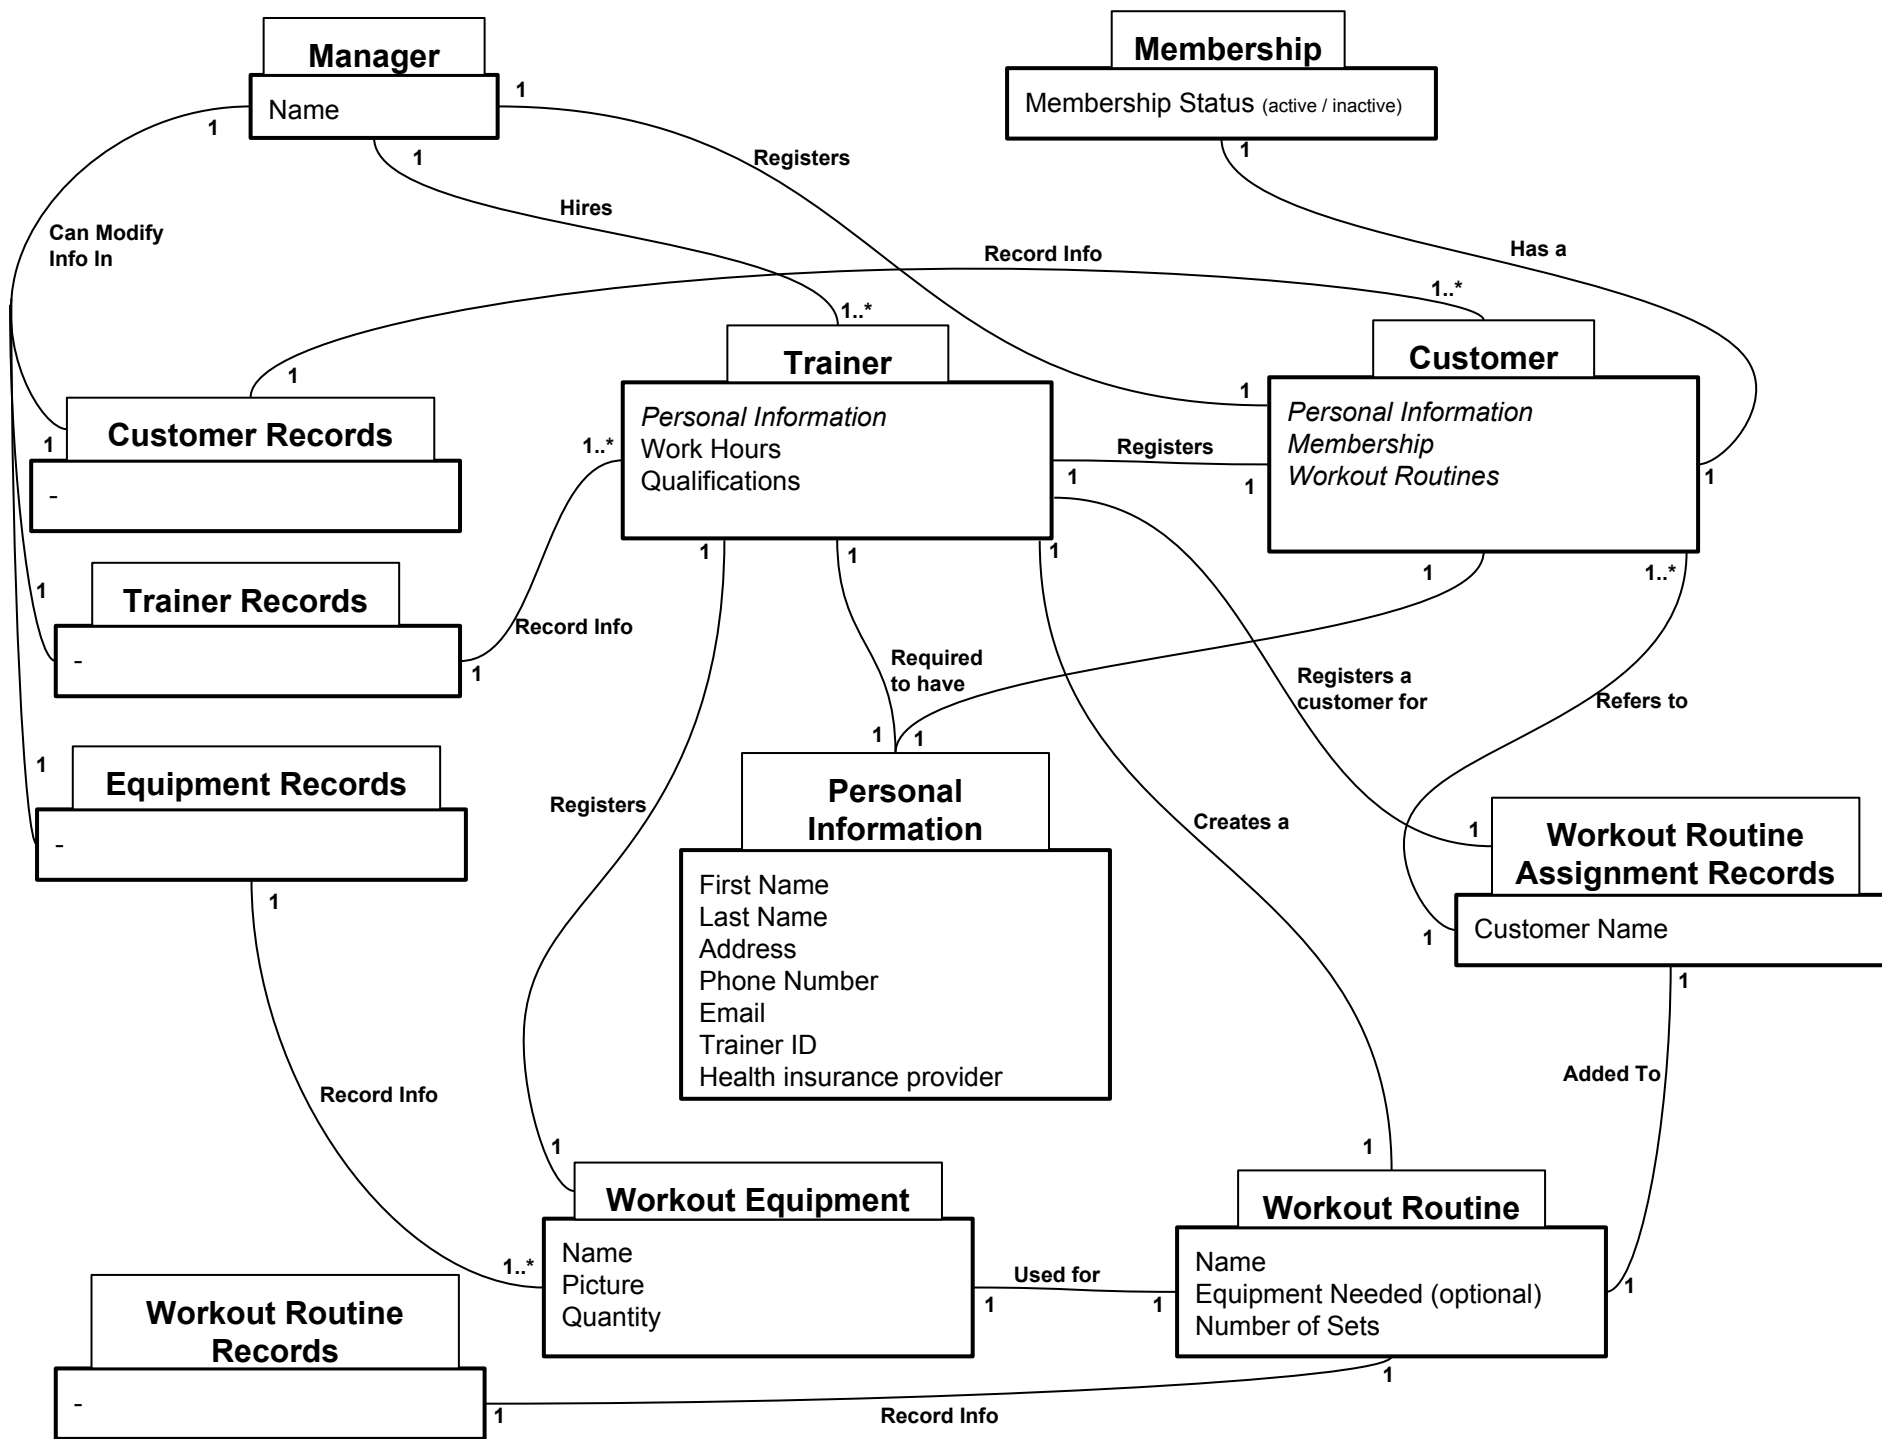 Manager
Name
1
1
1
Membership
Membership Status (active / inactive)
1
Registers
Hires
Can Modify
Info In
Has a
Record Info
1..*
1..*
Trainer
Personal Information
Work Hours
Qualifications
Customer
Personal Information
Membership
Workout Routines
1
1
1
Customer Records
-
1..*
Registers
1
1
1
1
1
1
1
1..*
Trainer Records
-
1
Record Info
1
Required
to have
Registers a
customer for
Refers to
1
1
1
Equipment Records
-
1
Registers
Personal
Information
First Name
Last Name
Address
Phone Number
Email
Trainer ID
Health insurance provider
Creates a
1
Workout Routine
Assignment Records
Customer Name
1
1
Record Info
Added To
1
1
Workout Equipment
Name
Picture
Quantity
1..*
Used for
1
1
Workout Routine
Name
Equipment Needed (optional)
Number of Sets
1
1
Workout Routine
Records
-
1
Record Info